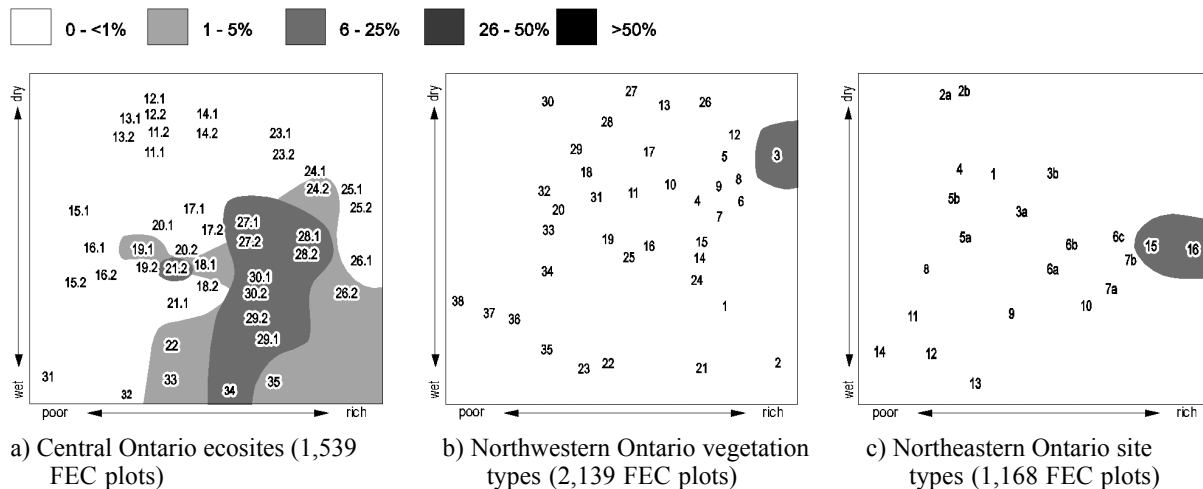 0 - <1% 1 - 5% 6 - 25% 26 - 50% >50%
dry
12.1
13.1 12.2 14.1
13.2 11.2 14.2 23.1
11.1 23.2
24.1
24.2 25.1
15.1 17.1 25.2
20.1 17.2 27.1
16.1 19.1 20.2 27.2 28.1
28.2
19.2 21.2 18.1 26.1
15.2 16.2 18.2 30.1
21.1 30.2 26.2
29.2
22 29.1
31 33 35
32 34
wet
poor rich
a) Central Ontario ecosites (1,539
FEC plots)
dry
30 27 13 26
28 12
29 17 5 3
18 10 9 8
32 31 11 4 6
20 7
33 19 16 15
25 14
34 24
38 1
37 36
35
23 22 21 2
wet
poor rich
b) Northwestern Ontario vegetation
types (2,139 FEC plots)
dry
2a 2b
4 1 3b
5b 3a
5a 6b 6c 15 16
8 6a 7b
7a
11 9 10
14 12
13
wet
poor rich
c) Northeastern Ontario site
types (1,168 FEC plots)